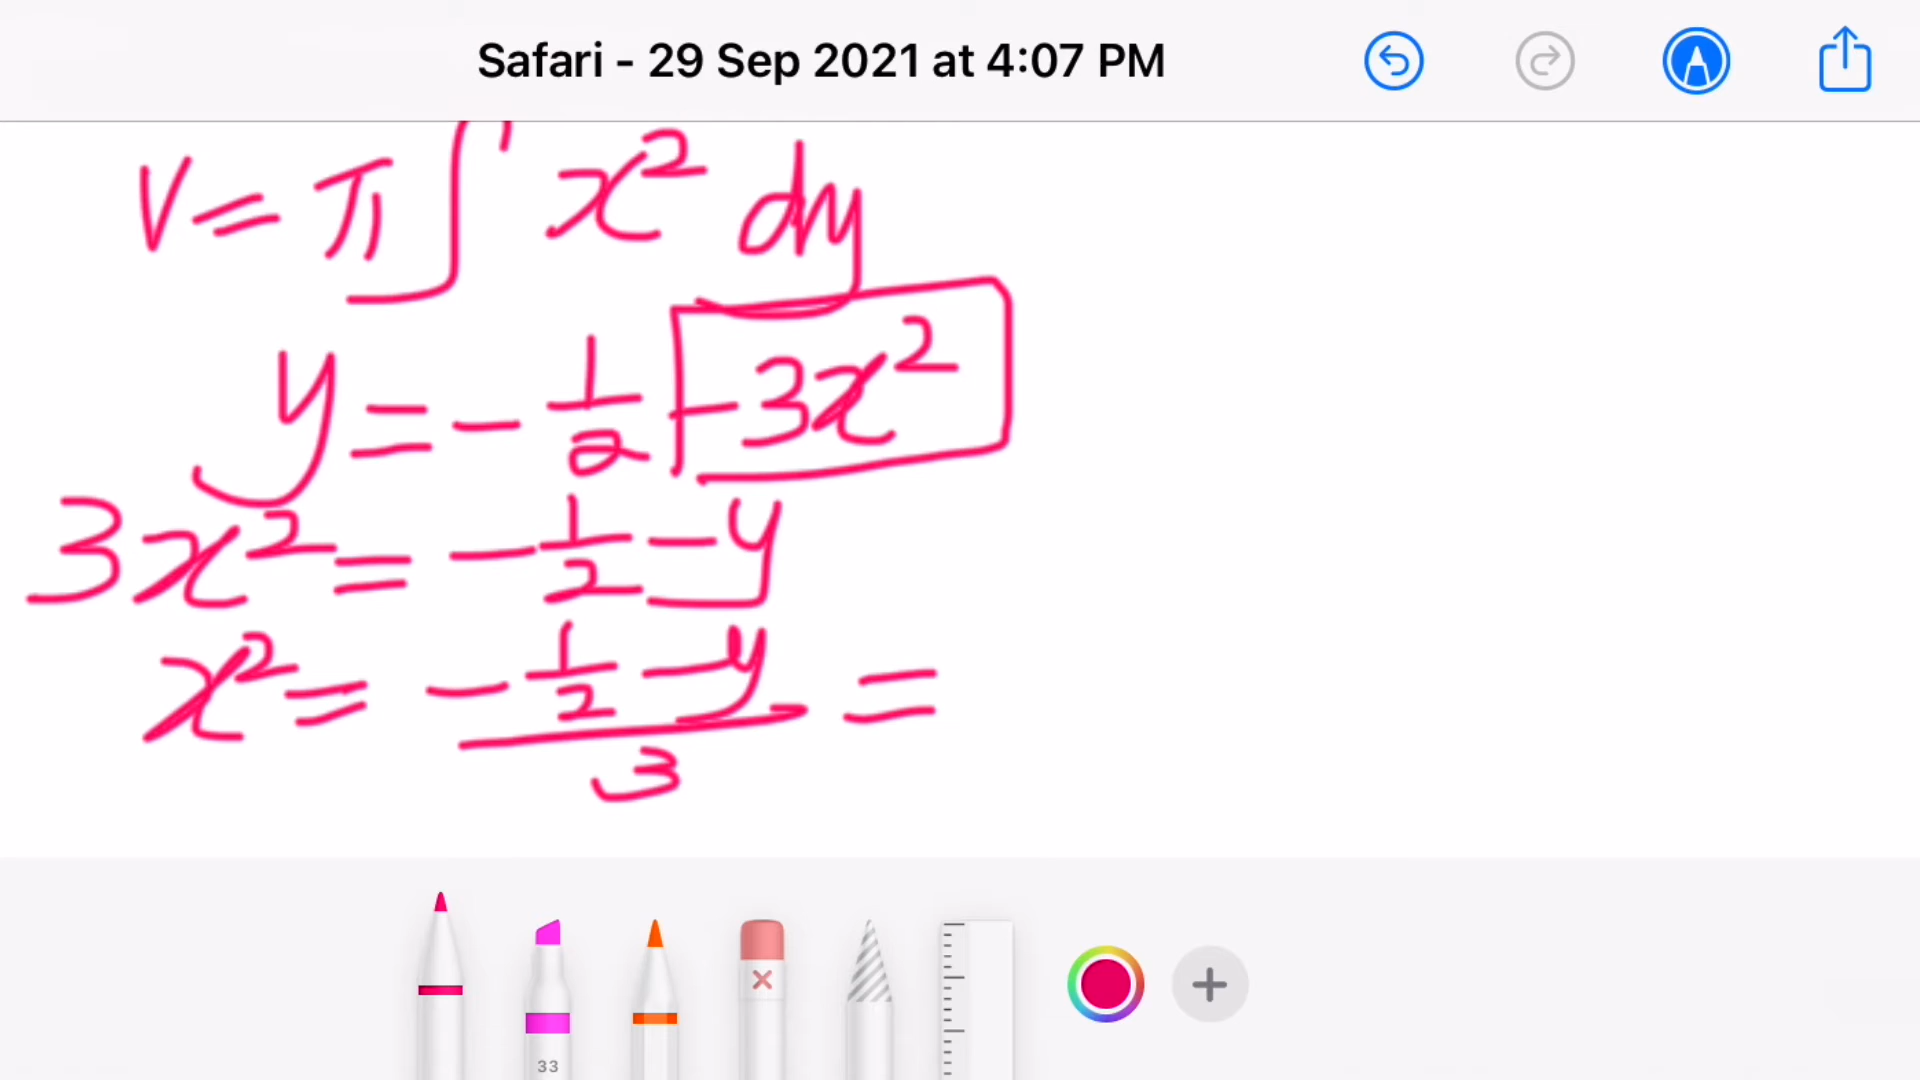 Safari - 29 Sep 2021 at 4:07 PM
V = π∫ x² dy
y = - 1/2 - 3x²
3x² = - 1/2 - y
x² = (- 1/2 - y)/3 =
33